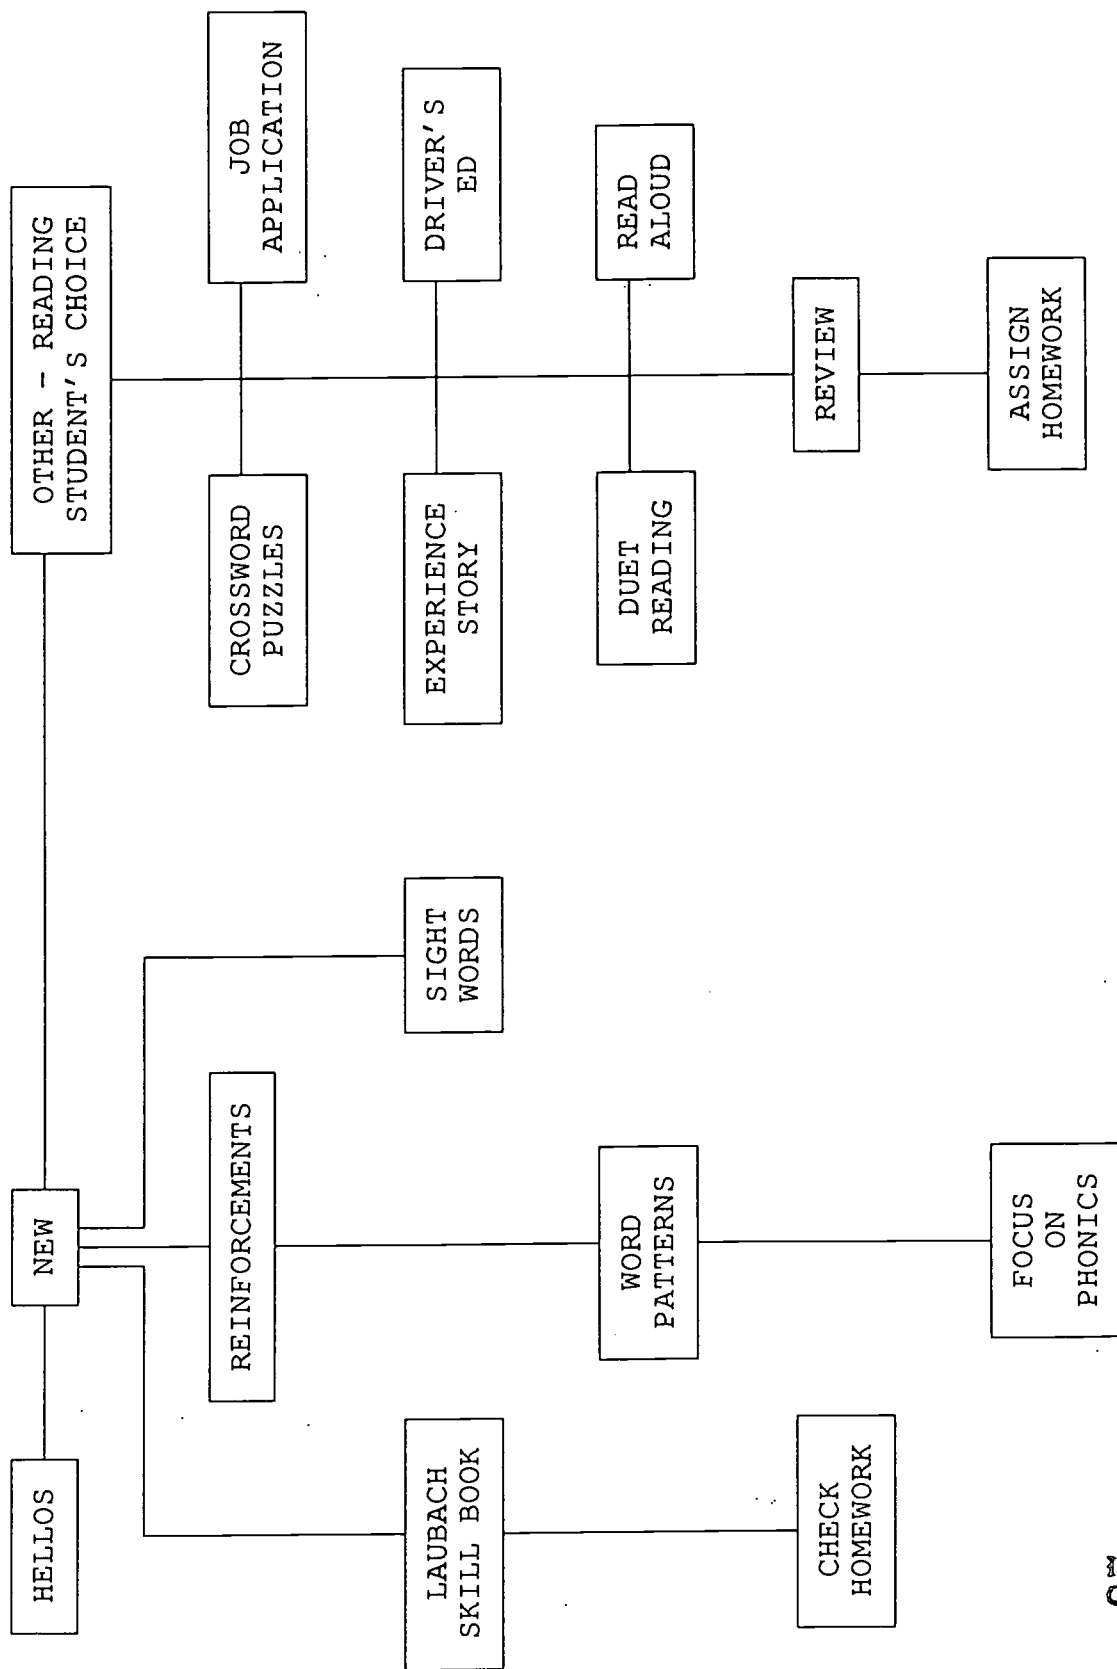 HELLOS
NEW
OTHER - READING
STUDENT'S CHOICE
REINFORCEMENTS
CROSSWORD
PUZZLES
JOB
APPLICATION
LAUBACH
SKILL BOOK
SIGHT
WORDS
EXPERIENCE
STORY
DRIVER'S
ED
WORD
PATTERNS
DUET
READING
READ
ALOUD
CHECK
HOMEWORK
REVIEW
FOCUS
ON
PHONICS
ASSIGN
HOMEWORK